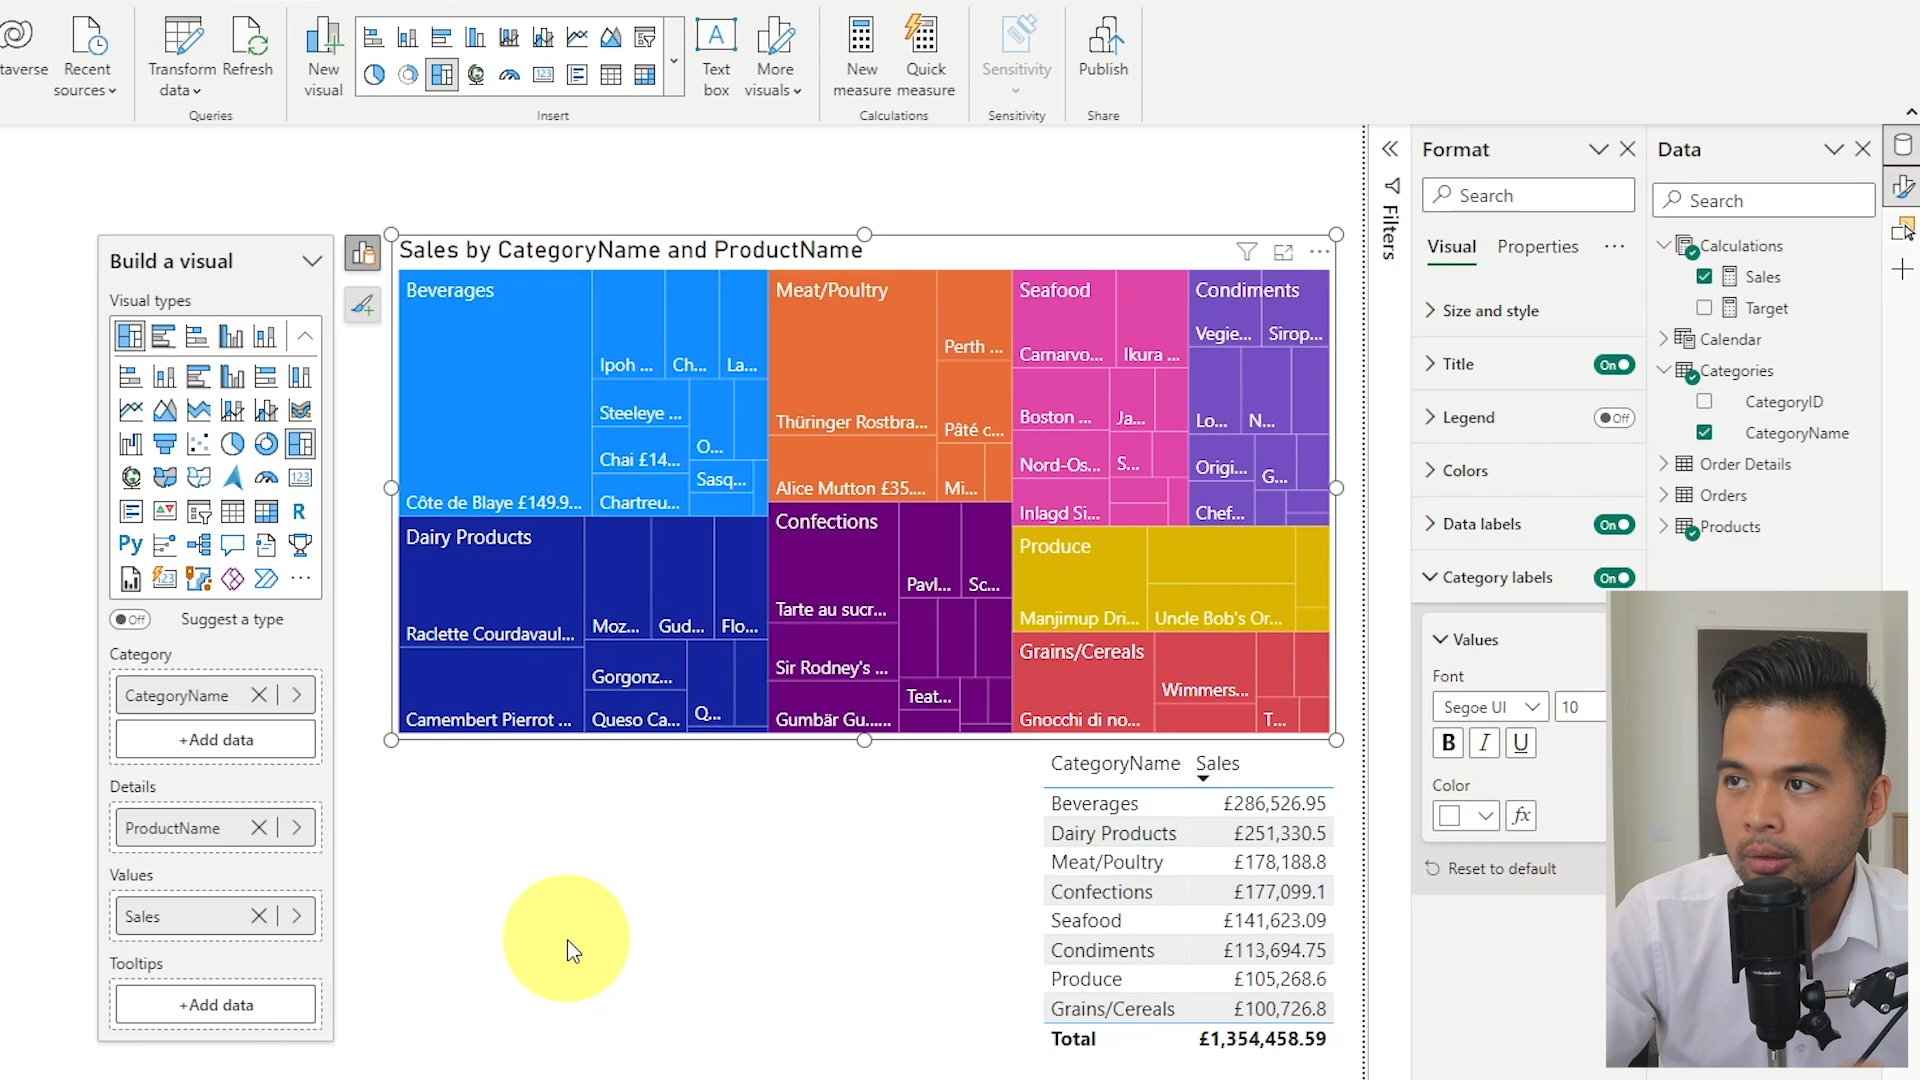 taverse
Recent
sources
Transform
data
Refresh
Queries
New
visual
Insert
A
Text
box
More
visuals
New
measure
Quick
measure
Calculations
Sensitivity
Sensitivity
Publish
Share
Build a visual
Visual types
Py
R
Off
Suggest a type
Category
CategoryName
+Add data
Details
ProductName
Values
Sales
Tooltips
+Add data
Sales by CategoryName and ProductName
Beverages
Côte de Blaye £149.9...
Ipoh ...
Ch...
La...
Steeleye ...
Chai £14...
Chartreu...
O...
Sasq...
Dairy Products
Raclette Courdavaul...
Camembert Pierrot ...
Moz...
Gud...
Flo...
Gorgonz...
Queso Ca...
Q...
Meat/Poultry
Thüringer Rostbra...
Alice Mutton £35....
Perth ...
Pâté c...
Mi...
Confections
Tarte au sucr...
Sir Rodney's ...
Gumbär Gu......
Pavl...
Sc...
Teat...
Seafood
Carnarvo...
Ikura ...
Boston ...
Ja...
Nord-Os...
S...
Inlagd Si...
Condiments
Vegie...
Sirop...
Lo...
N...
Origi...
G...
Chef...
Produce
Manjimup Dri...
Uncle Bob's Or...
Grains/Cereals
Gnocchi di no...
Wimmers...
T...
CategoryName Sales
Beverages £286,526.95
Dairy Products £251,330.5
Meat/Poultry £178,188.8
Confections £177,099.1
Seafood £141,623.09
Condiments £113,694.75
Produce £105,268.6
Grains/Cereals £100,726.8
Total £1,354,458.59
Filters
Format
Search
Visual Properties
Size and style
Title On
Legend Off
Colors
Data labels On
Category labels On
Values
Font
Segoe UI 10
B I U
Color
fx
Reset to default
Data
Search
Calculations
Sales
Target
Calendar
Categories
CategoryID
CategoryName
Order Details
Orders
Products